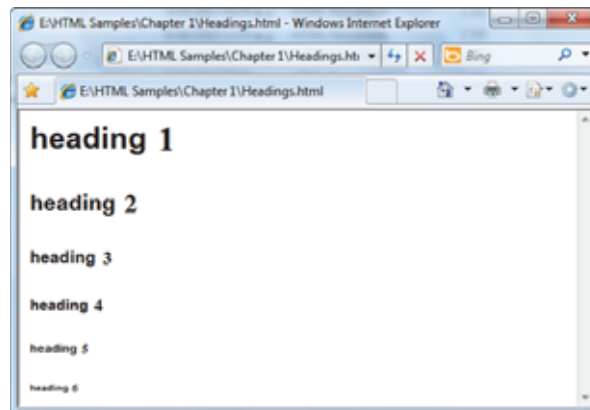 E:\HTML Samples\Chapter 1\Headings.html - Windows Internet Explorer
E:\HTML Samples\Chapter 1\Headings.ht
Bing
E:\HTML Samples\Chapter 1\Headings.html
heading 1
heading 2
heading 3
heading 4
heading 5
heading 6